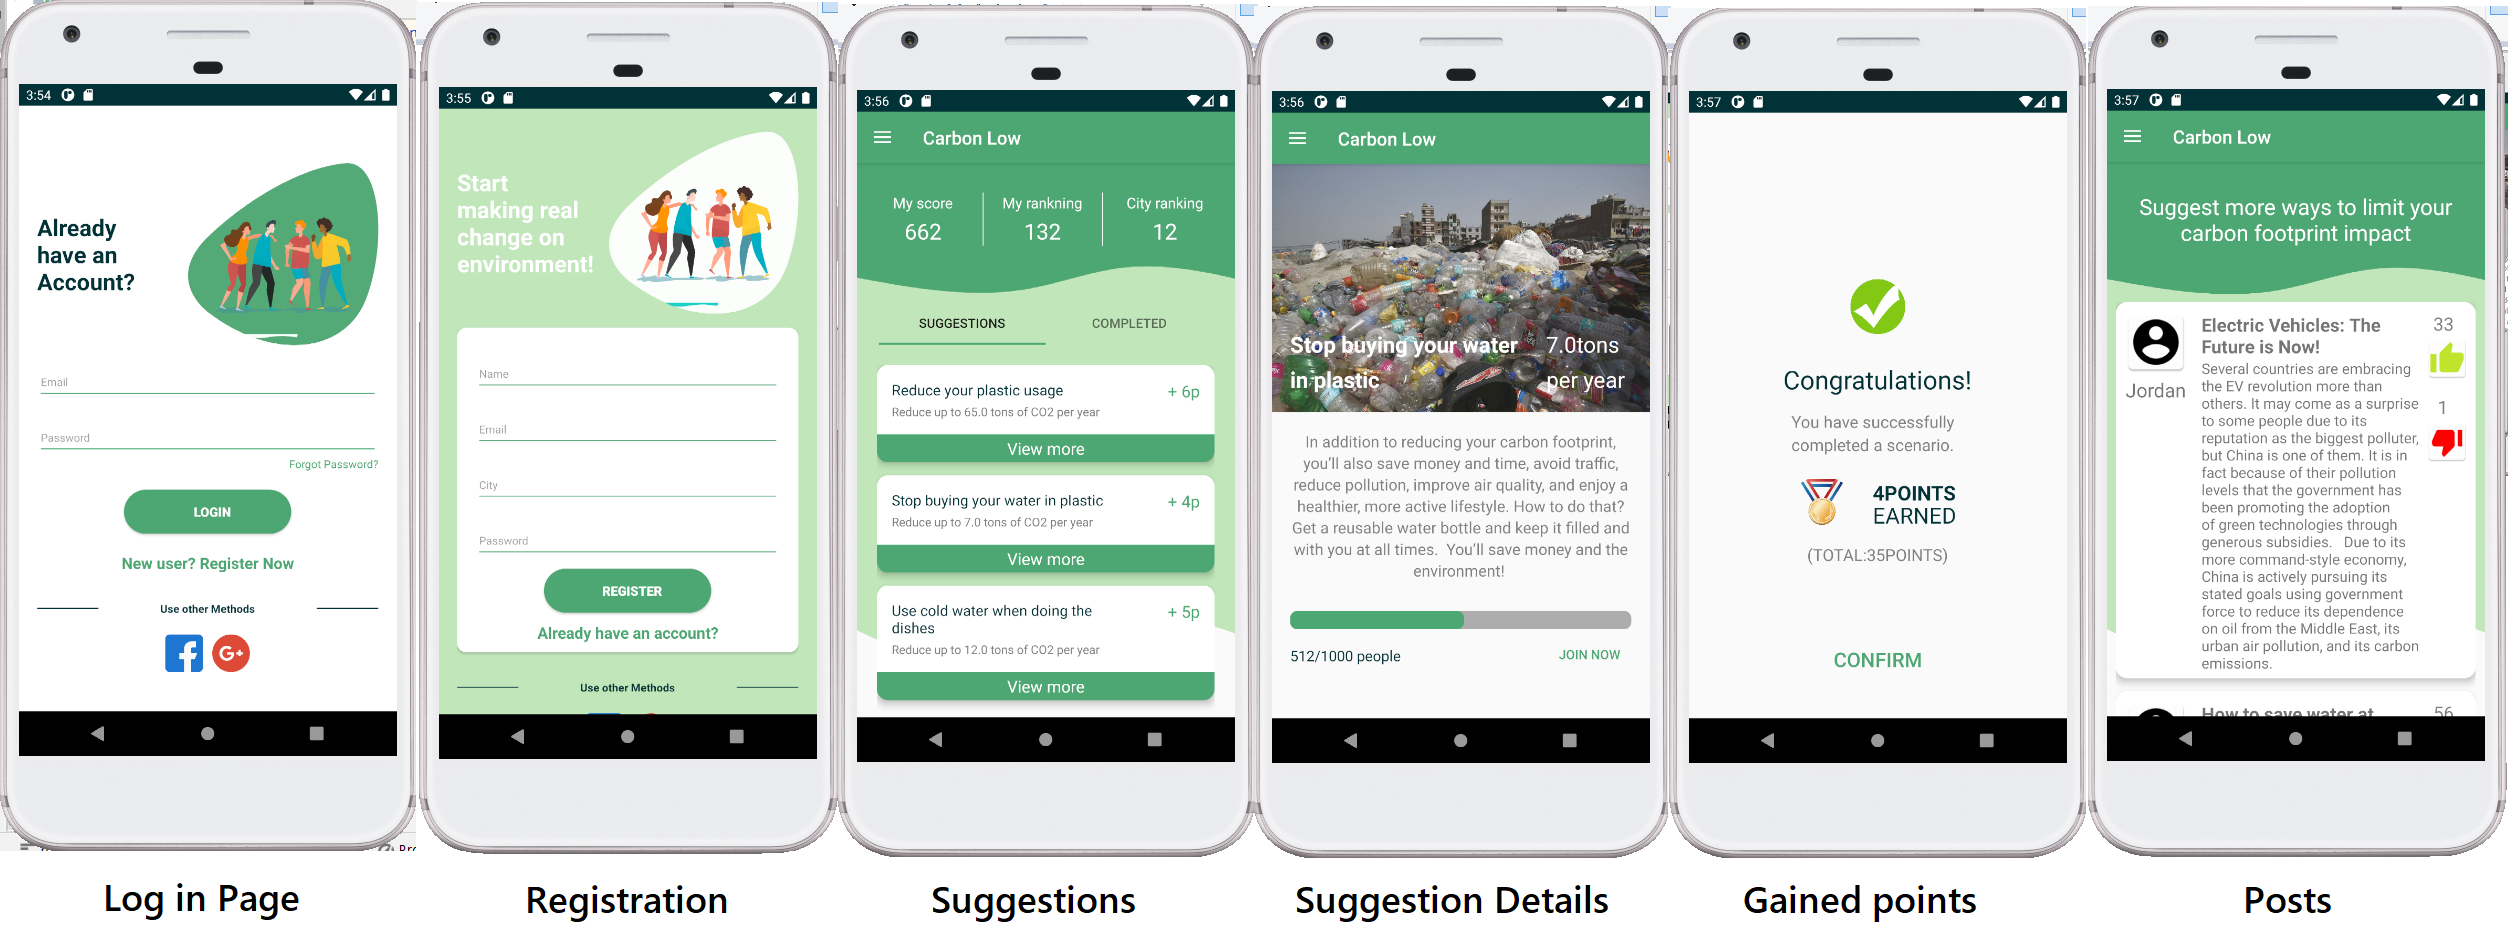 3:54
Already
have an
Account?
Email
Password
Forgot Password?
LOGIN
New user? Register Now
Use other Methods
f
G+
Log in Page
3:55
Start
making real
change on
environment!
Name
Email
City
Password
REGISTER
Already have an account?
Use other Methods
Registration
3:56
Carbon Low
My score
662
My rankning
132
City ranking
12
SUGGESTIONS
COMPLETED
Reduce your plastic usage
+ 6p
Reduce up to 65.0 tons of CO2 per year
View more
Stop buying your water in plastic
+ 4p
Reduce up to 7.0 tons of CO2 per year
View more
Use cold water when doing the
dishes
+ 5p
Reduce up to 12.0 tons of CO2 per year
View more
Suggestions
3:56
Carbon Low
Stop buying your water
in plastic
7.0tons
per year
In addition to reducing your carbon footprint,
you'll also save money and time, avoid traffic,
reduce pollution, improve air quality, and enjoy a
healthier, more active lifestyle. How to do that?
Get a reusable water bottle and keep it filled and
with you at all times. You'll save money and the
environment!
512/1000 people
JOIN NOW
Suggestion Details
3:57
Congratulations!
You have successfully
completed a scenario.
4POINTS
EARNED
(TOTAL:35POINTS)
CONFIRM
Gained points
3:57
Carbon Low
Suggest more ways to limit your
carbon footprint impact
Jordan
Electric Vehicles: The
Future is Now!
Several countries are embracing
the EV revolution more than
others. It may come as a surprise
to some people due to its
reputation as the biggest polluter,
but China is one of them. It is in
fact because of their pollution
levels that the government has
been promoting the adoption
of green technologies through
generous subsidies. Due to its
more command-style economy,
China is actively pursuing its
stated goals using government
force to reduce its dependence
on oil from the Middle East, its
urban air pollution, and its carbon
emissions.
33
1
How to save water at
56
Posts